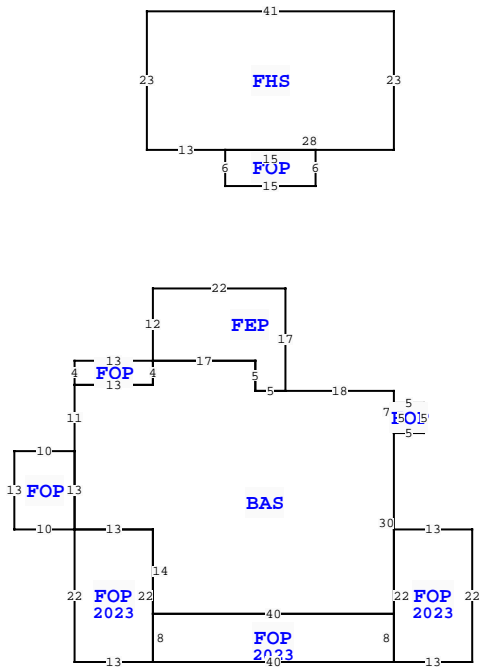 41
23 FHS 23
13 28
15
6 FOP 6
15
22
12 FEP 17
13 17
4 FOP 4 5
13 5 18
5
11 7 5 5
5
10
13 FOP 13 BAS
10 13 30 13
14
22 FOP 22 22 FOP 22
2023 2023
40
8 FOP 8
2023
13 40 13